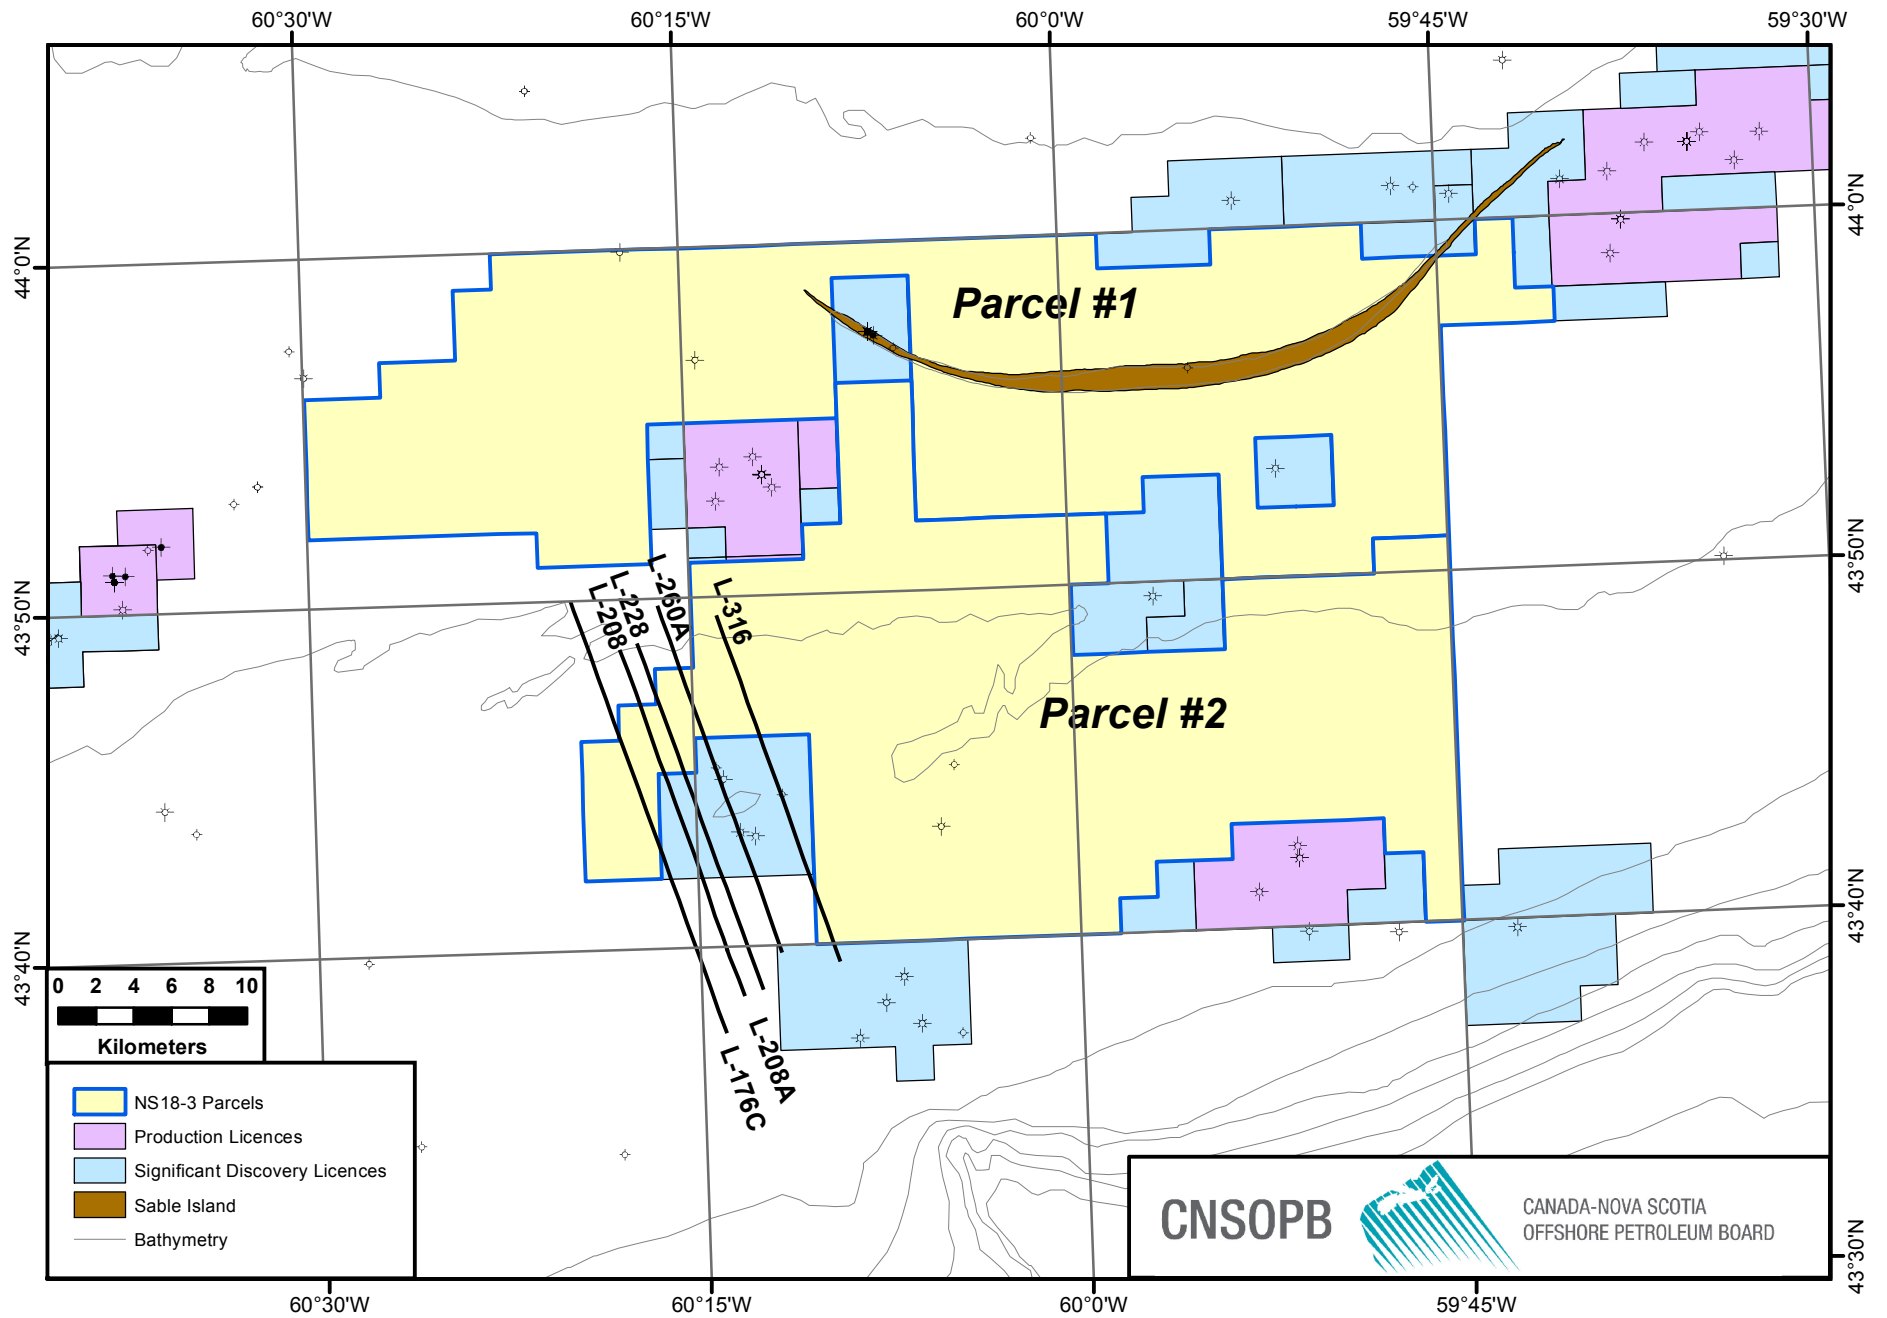 60°30'W
60°15'W
60°0'W
59°45'W
59°30'W
44°0'N
44°0'N
Parcel #1
43°50'N
43°50'N
L-208
L-228
L-260A
L-316
Parcel #2
43°40'N
43°40'N
0 2 4 6 8 10
Kilometers
L-208A
L-176C
NS18-3 Parcels
Production Licences
Significant Discovery Licences
Sable Island
Bathymetry
CNSOPB
CANADA-NOVA SCOTIA
OFFSHORE PETROLEUM BOARD
43°30'N
60°30'W
60°15'W
60°0'W
59°45'W